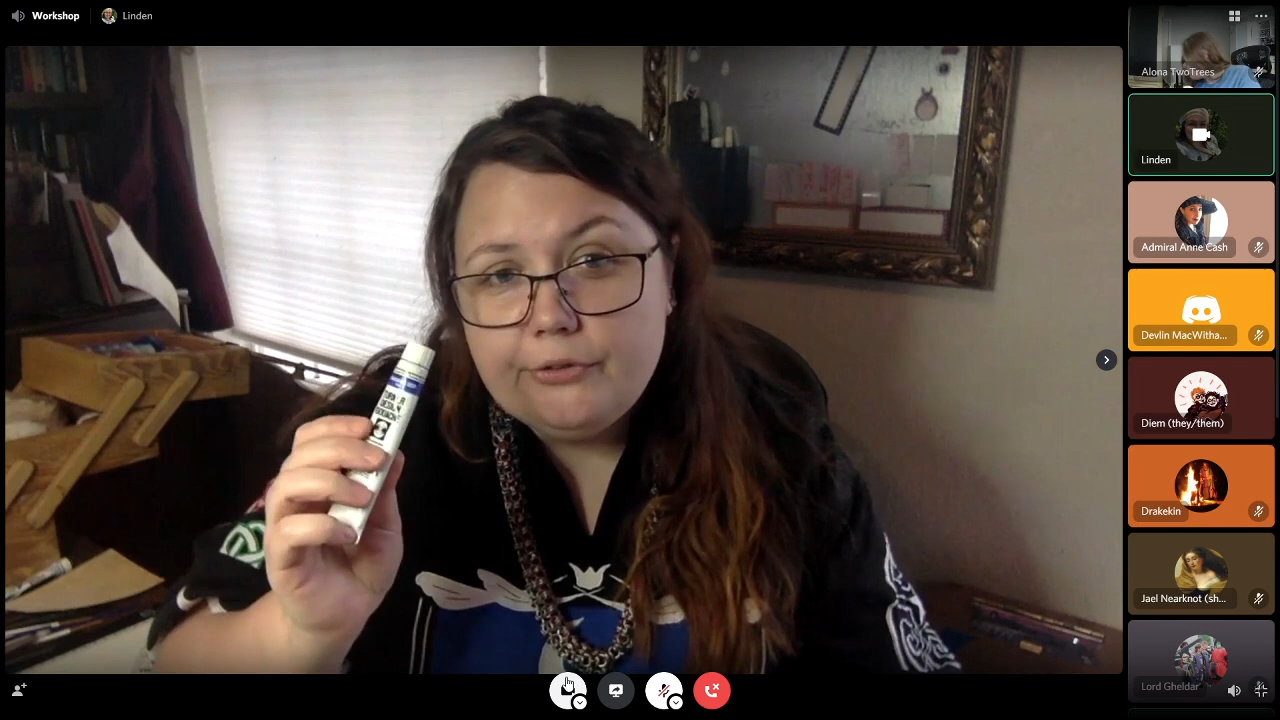 Workshop
Linden
Alona TwoTrees
Linden
Admiral Anne Cash
Devlin MacWitha...
Diem (they/them)
Drakekin
Jael Nearknot (sh...
Lord Gheldar